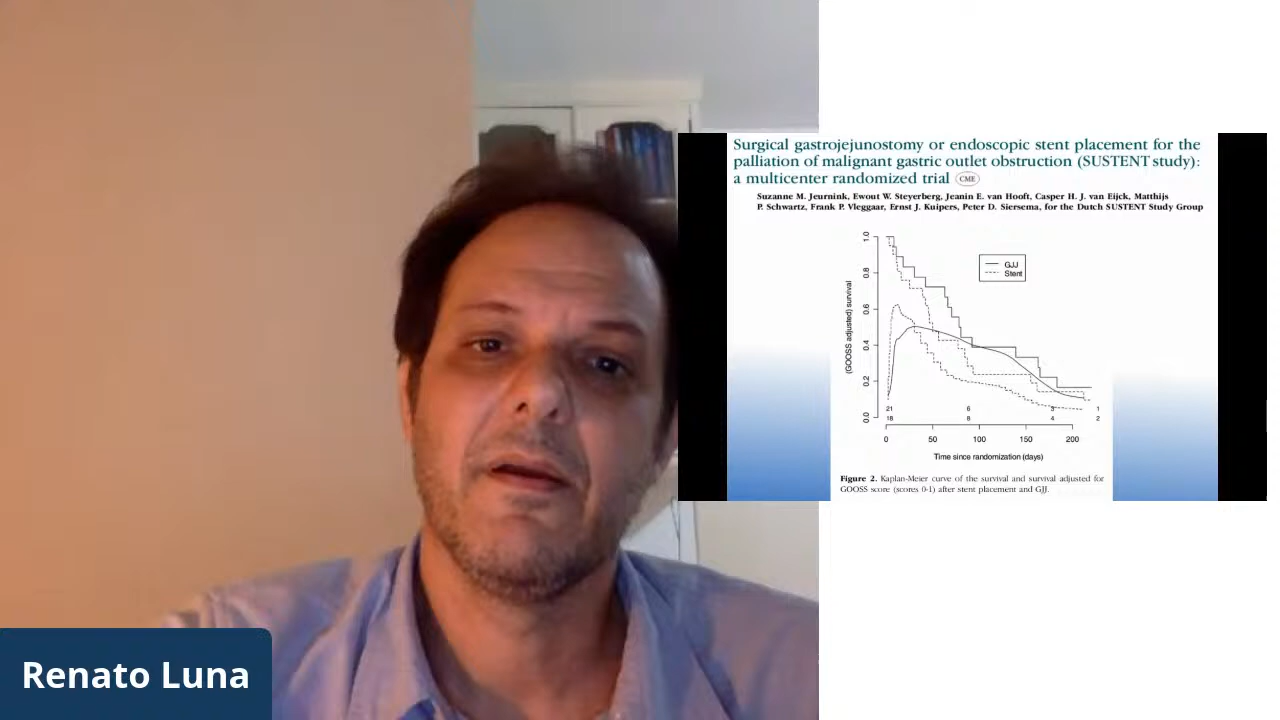 Surgical gastrojejunostomy or endoscopic stent placement for the
palliation of malignant gastric outlet obstruction (SUSTENT study):
a multicenter randomized trial CME
Suzanne M. Jeurnink, Ewout W. Steyerberg, Jeanin E. van Hooft, Casper H. J. van Eijck, Matthijs
P. Schwartz, Frank P. Vleggaar, Ernst J. Kuipers, Peter D. Siersema, for the Dutch SUSTENT Study Group
(GOOSS adjusted) survival
1.0
0.8
0.6
0.4
0.2
0.0
GJJ
Stent
21 6 3 1
18 8 4 2
0 50 100 150 200
Time since randomization (days)
Figure 2. Kaplan-Meier curve of the survival and survival adjusted for
GOOSS score (scores 0-1) after stent placement and GJJ.
Renato Luna